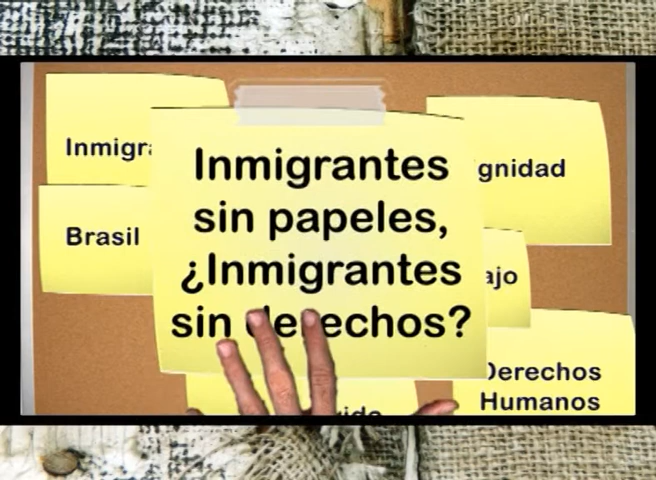 Inmigrantes
sin papeles,
¿Inmigrantes
sin derechos?
Brasil
Derechos
Humanos